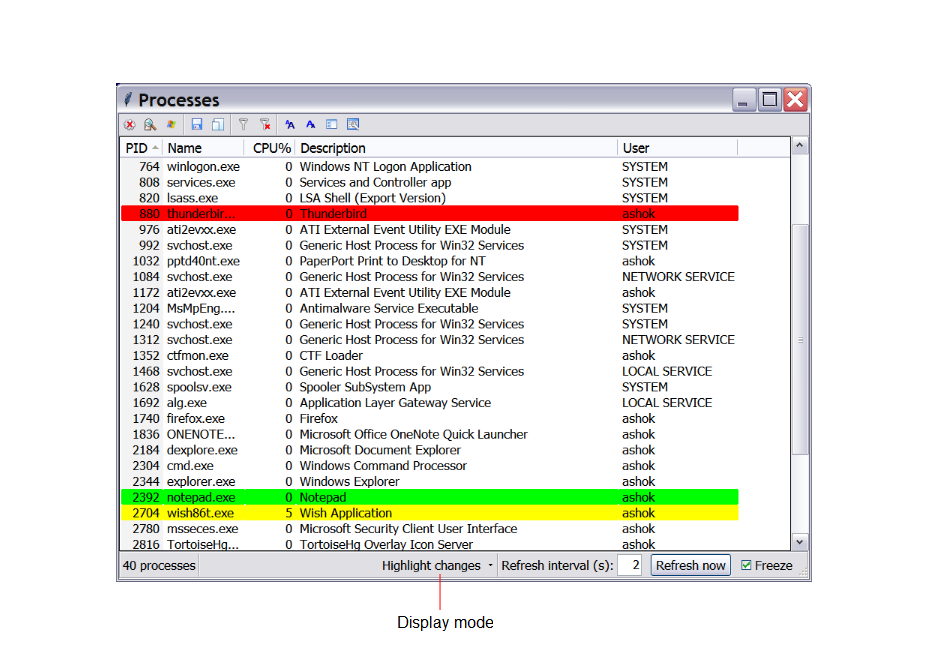 Processes
PID Name CPU% Description User
764 winlogon.exe 0 Windows NT Logon Application SYSTEM
808 services.exe 0 Services and Controller app SYSTEM
820 lsass.exe 0 LSA Shell (Export Version) SYSTEM
880 thunderbir... 0 Thunderbird ashok
976 ati2evxx.exe 0 ATI External Event Utility EXE Module SYSTEM
992 svchost.exe 0 Generic Host Process for Win32 Services SYSTEM
1032 pptd40nt.exe 0 PaperPort Print to Desktop for NT ashok
1084 svchost.exe 0 Generic Host Process for Win32 Services NETWORK SERVICE
1172 ati2evxx.exe 0 ATI External Event Utility EXE Module ashok
1204 MsMpEng.... 0 Antimalware Service Executable SYSTEM
1240 svchost.exe 0 Generic Host Process for Win32 Services SYSTEM
1312 svchost.exe 0 Generic Host Process for Win32 Services NETWORK SERVICE
1352 ctfmon.exe 0 CTF Loader ashok
1468 svchost.exe 0 Generic Host Process for Win32 Services LOCAL SERVICE
1628 spoolsv.exe 0 Spooler SubSystem App SYSTEM
1692 alg.exe 0 Application Layer Gateway Service LOCAL SERVICE
1740 firefox.exe 0 Firefox ashok
1836 ONENOTE... 0 Microsoft Office OneNote Quick Launcher ashok
2184 dexplore.exe 0 Microsoft Document Explorer ashok
2304 cmd.exe 0 Windows Command Processor ashok
2344 explorer.exe 0 Windows Explorer ashok
2392 notepad.exe 0 Notepad ashok
2704 wish86t.exe 5 Wish Application ashok
2780 msseces.exe 0 Microsoft Security Client User Interface ashok
2816 TortoiseHg... 0 TortoiseHg Overlay Icon Server ashok
40 processes Highlight changes Refresh interval (s): 2 Refresh now Freeze
Display mode